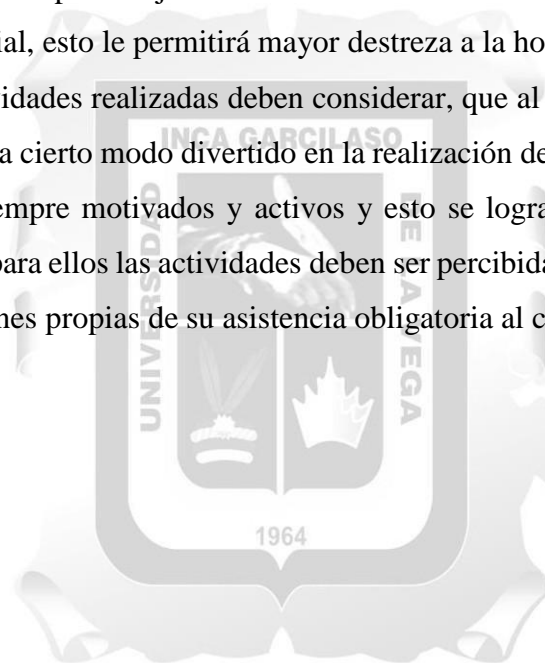 ial, esto le permitirá mayor destreza a la ho
idades realizadas deben considerar, que al
a cierto modo divertido en la realización de
empre motivados y activos y esto se logra
para ellos las actividades deben ser percibida
nes propias de su asistencia obligatoria al c
INCA GARCILASO
UNIVERSIDAD
DE LA VEGA
1964